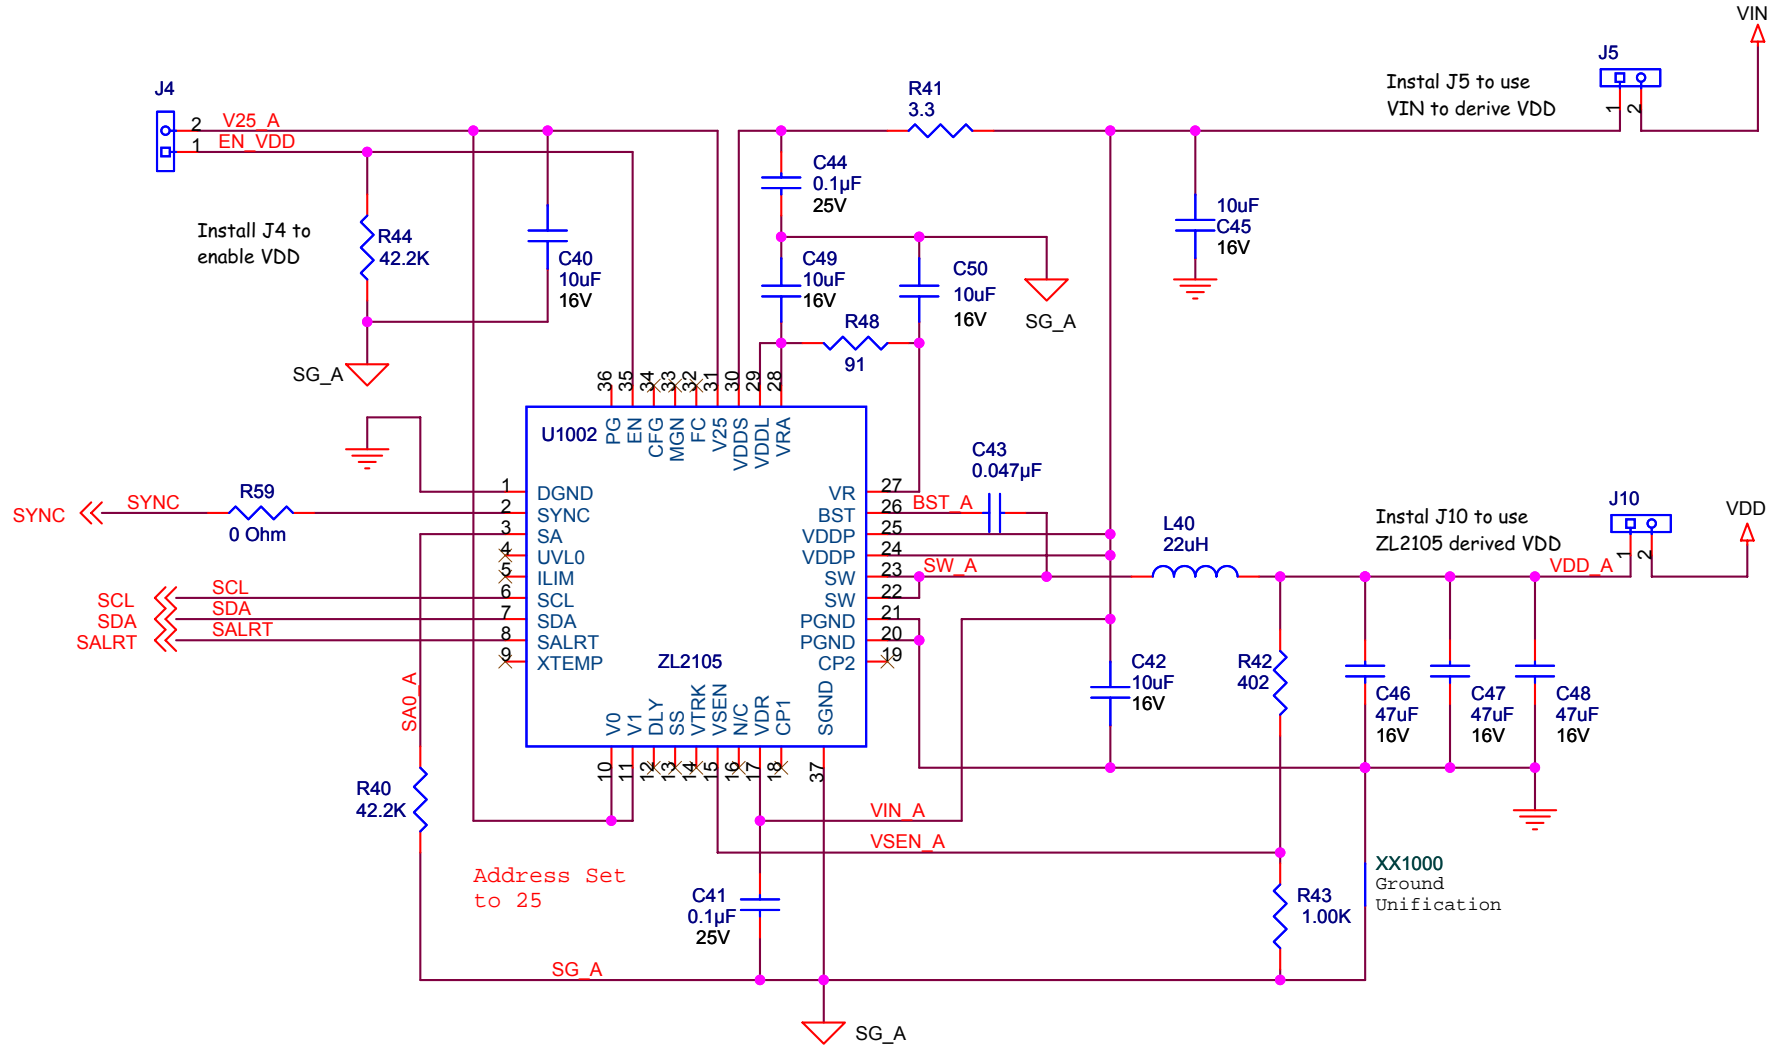 VIN
J5
Instal J5 to use
VIN to derive VDD
1
2
J4
2
V25_A
1
EN_VDD
R41
3.3
C44
0.1µF
25V
10uF
C45
16V
Install J4 to
enable VDD
R44
42.2K
C40
10uF
16V
C49
10uF
16V
C50
10uF
16V
SG_A
R48
91
SG_A
36
35
34
33
32
31
30
29
28
U1002
PG
EN
CFG
MGN
FC
V25
VDDS
VDDL
VRA
C43
0.047µF
1
DGND
VR
27
SYNC
SYNC
R59
0 Ohm
2
SYNC
BST
26
BST_A
3
SA
VDDP
25
4
UVL0
VDDP
24
5
ILIM
SW
23
SW_A
SCL
SCL
6
SCL
SW
22
SDA
SDA
7
SDA
PGND
21
SALRT
SALRT
8
SALRT
PGND
20
9
XTEMP
ZL2105
CP2
19
L40
22uH
Instal J10 to use
ZL2105 derived VDD
J10
VDD
VDD_A
1
2
C42
10uF
16V
R42
402
C46
47uF
16V
C47
47uF
16V
C48
47uF
16V
SA0_A
V0
V1
DLY
SS
VTRK
VSEN
N/C
VDR
CP1
SGND
10
11
12
13
14
15
16
17
18
37
R40
42.2K
VIN_A
VSEN_A
Address Set
to 25
C41
0.1µF
25V
R43
1.00K
XX1000
Ground
Unification
SG_A
SG_A